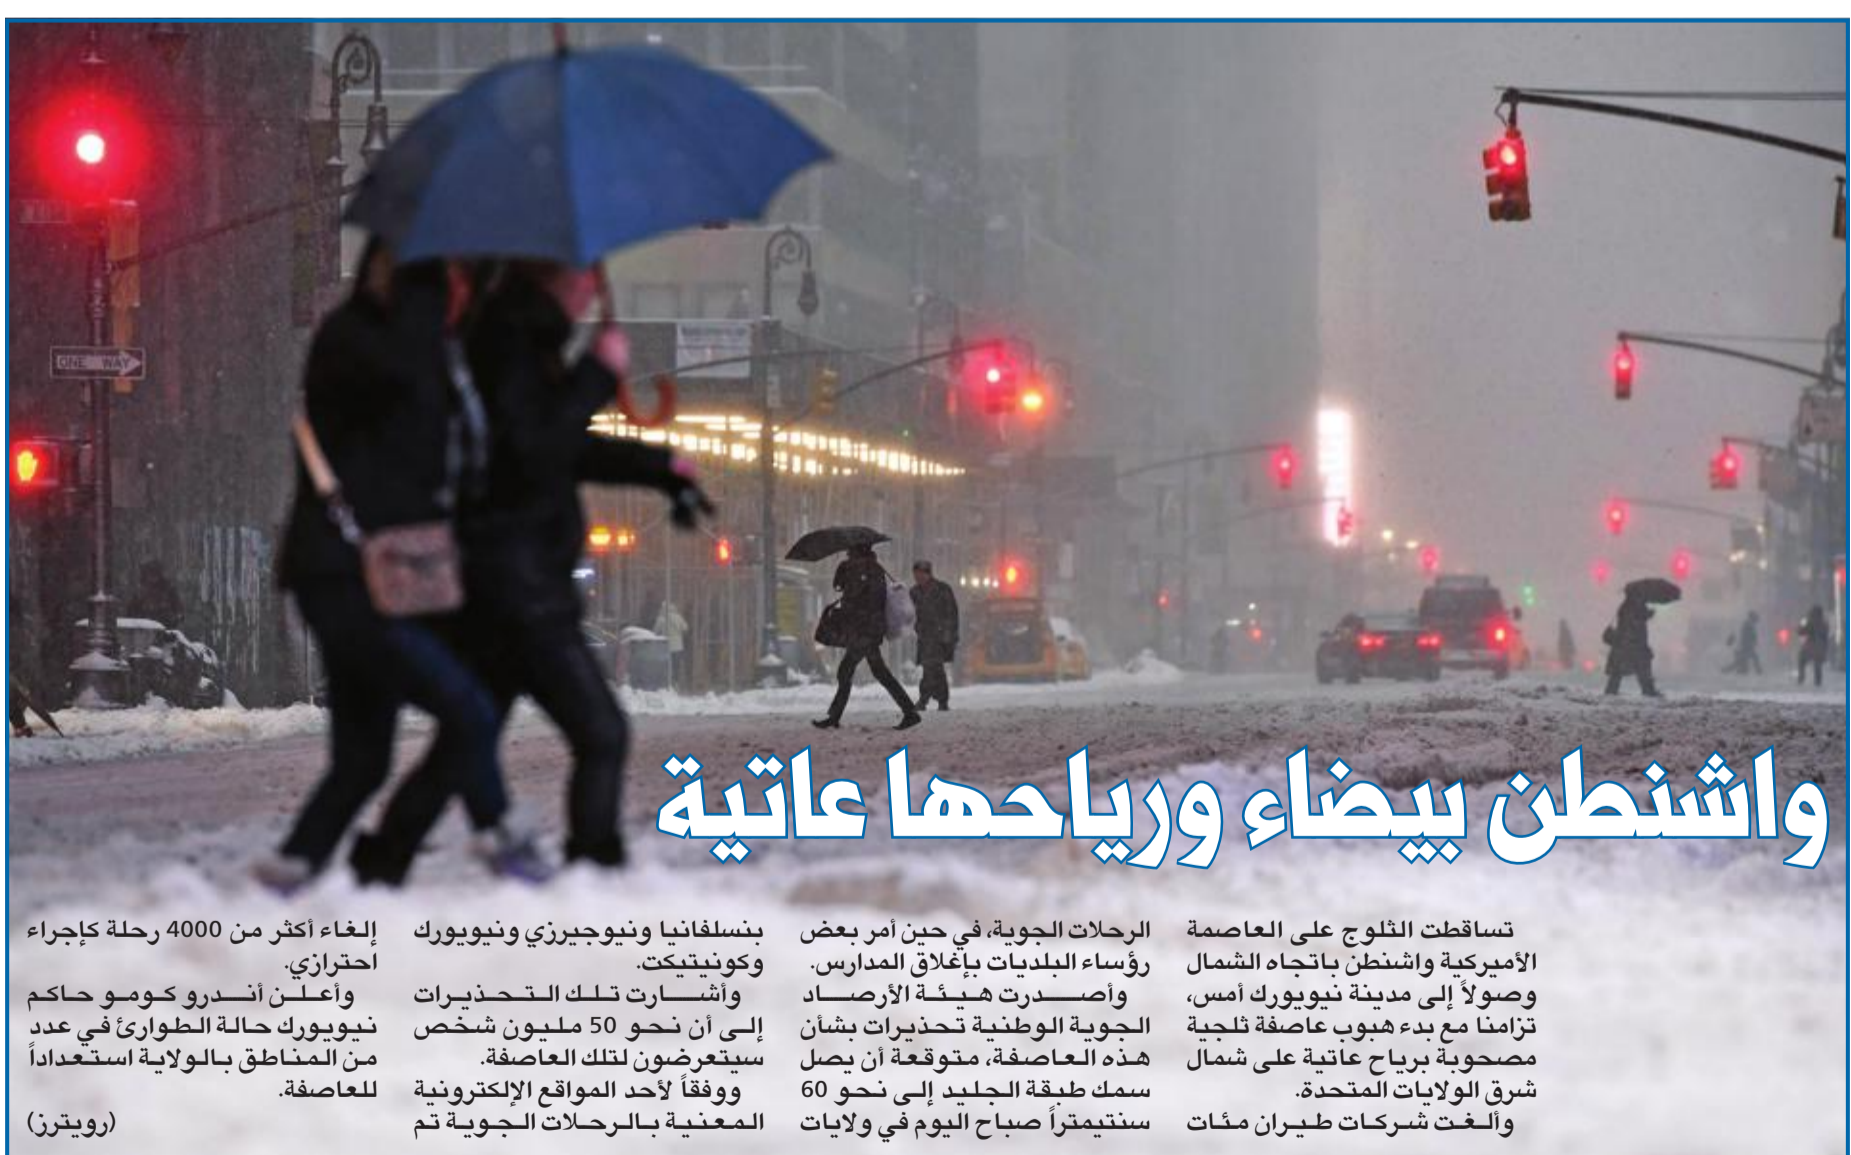 ONE WAY
واشنطن بيضاء ورياحها عاتية
تساقطت الثلوج على العاصمة
الأميركية واشنطن باتجاه الشمال
وصولاً إلى مدينة نيويورك أمس،
تزامنا مع بدء هبوب عاصفة ثلجية
مصحوبة برياح عاتية على شمال
شرق الولايات المتحدة.
وألغت شركات طيران مئات
الرحلات الجوية، في حين أمر بعض
رؤساء البلديات بإغلاق المدارس.
وأصدرت هيئة الأرصاد
الجوية الوطنية تحذيرات بشأن
هذه العاصفة، متوقعة أن يصل
سمك طبقة الجليد إلى نحو 60
سنتيمتراً صباح اليوم في ولايات
بنسلفانيا ونيوجيرزي ونيويورك
وكونيتيكت.
وأشارت تلك التحذيرات
إلى أن نحو 50 مليون شخص
سيتعرضون لتلك العاصفة.
ووفقاً لأحد المواقع الإلكترونية
المعنية بالرحلات الجوية تم
إلغاء أكثر من 4000 رحلة كإجراء
احترازي.
وأعلن أندرو كومو حاكم
نيويورك حالة الطوارئ في عدد
من المناطق بالولاية استعداداً
للعاصفة.
(رويترز)